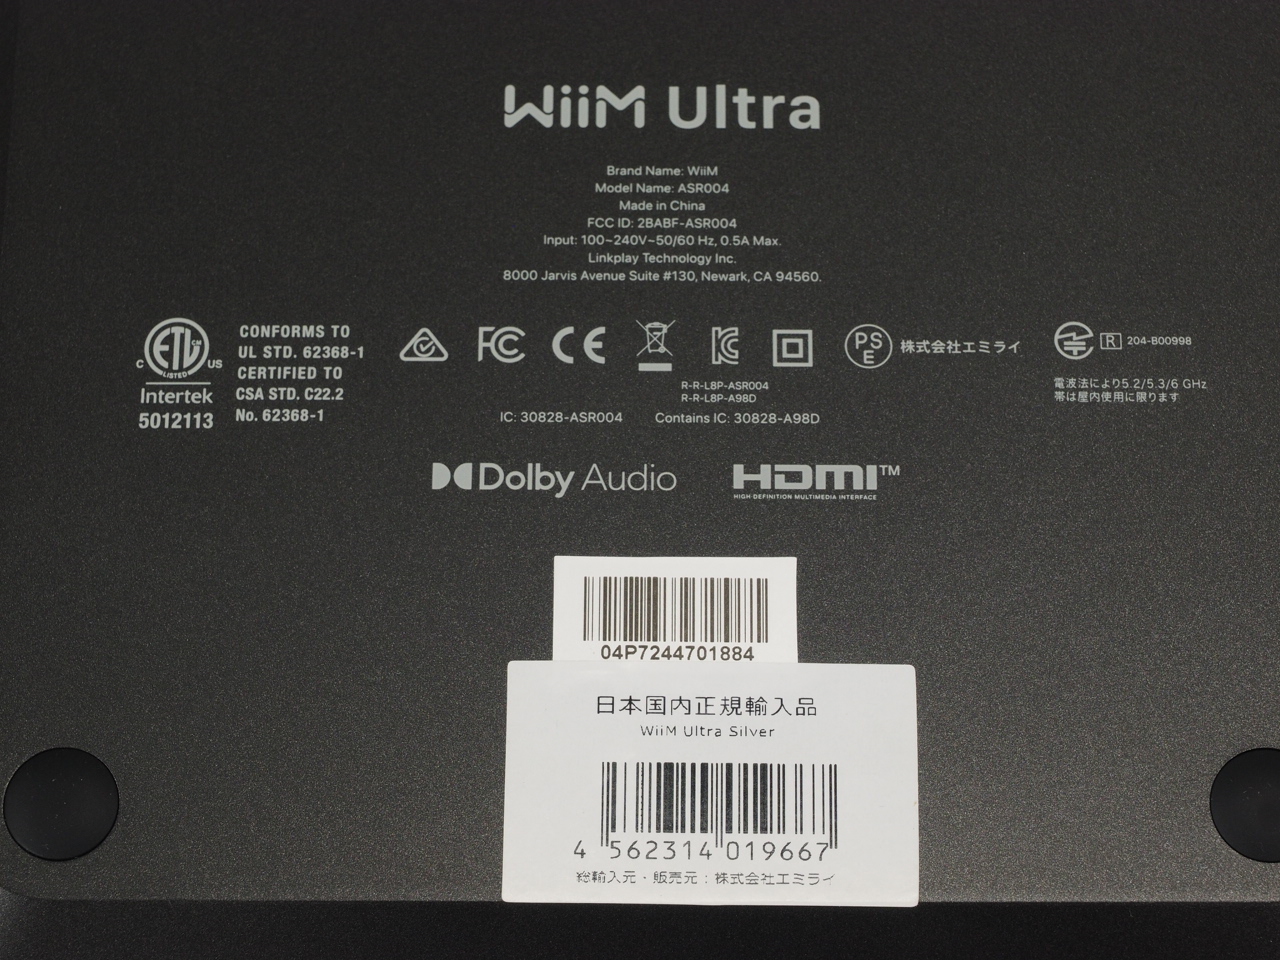 WiiM Ultra
Brand Name: WiiM
Model Name: ASR004
Made in China
FCC ID: 2BABF-ASR004
Input: 100~240V~50/60 Hz, 0.5A Max.
Linkplay Technology Inc.
8000 Jarvis Avenue Suite #130, Newark, CA 94560.
ETL CM
LISTED
C US
Intertek
5012113
CONFORMS TO
UL STD. 62368-1
CERTIFIED TO
CSA STD. C22.2
No. 62368-1
FC CE
R-R-L8P-ASR004
R-R-L8P-A98D
IC: 30828-ASR004 Contains IC: 30828-A98D
PS
E
株式会社エミライ
R 204-B00998
電波法により5.2/5.3/6 GHz
帯は屋内使用に限ります
Dolby Audio
HDMI™
HIGH-DEFINITION MULTIMEDIA INTERFACE
04P7244701884
日本国内正規輸入品
WiiM Ultra Silver
4 562314 019667
総輸入元・販売元：株式会社エミライ